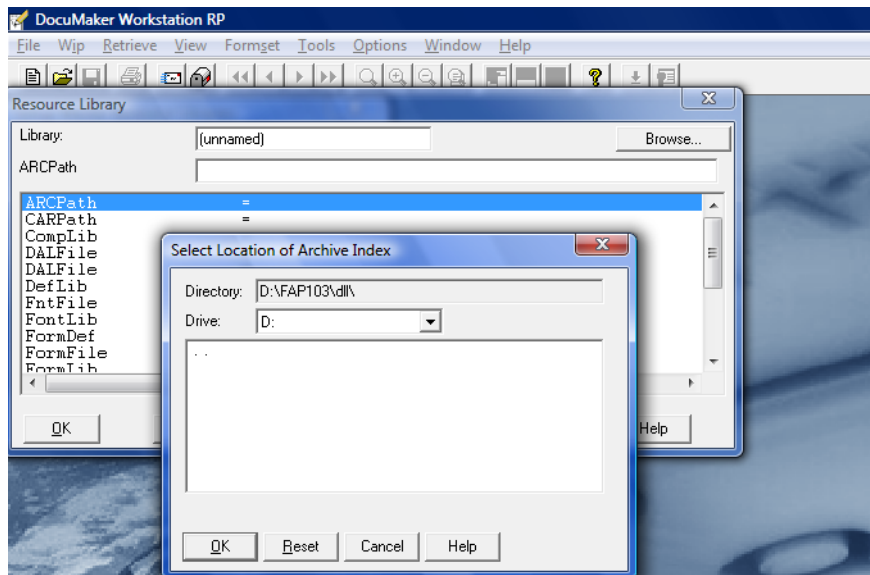 DocuMaker Workstation RP
File Wip Retrieve View Formset Tools Options Window Help
Resource Library
Library: (unnamed) Browse...
ARCPath
ARCPath =
CARPath =
CompLib
DALFile
DALFile
DefLib
FntFile
FontLib
FormDef
FormFile
FormLib
OK Help
Select Location of Archive Index
Directory: D:\FAP103\dll\
Drive: D:
..
OK Reset Cancel Help